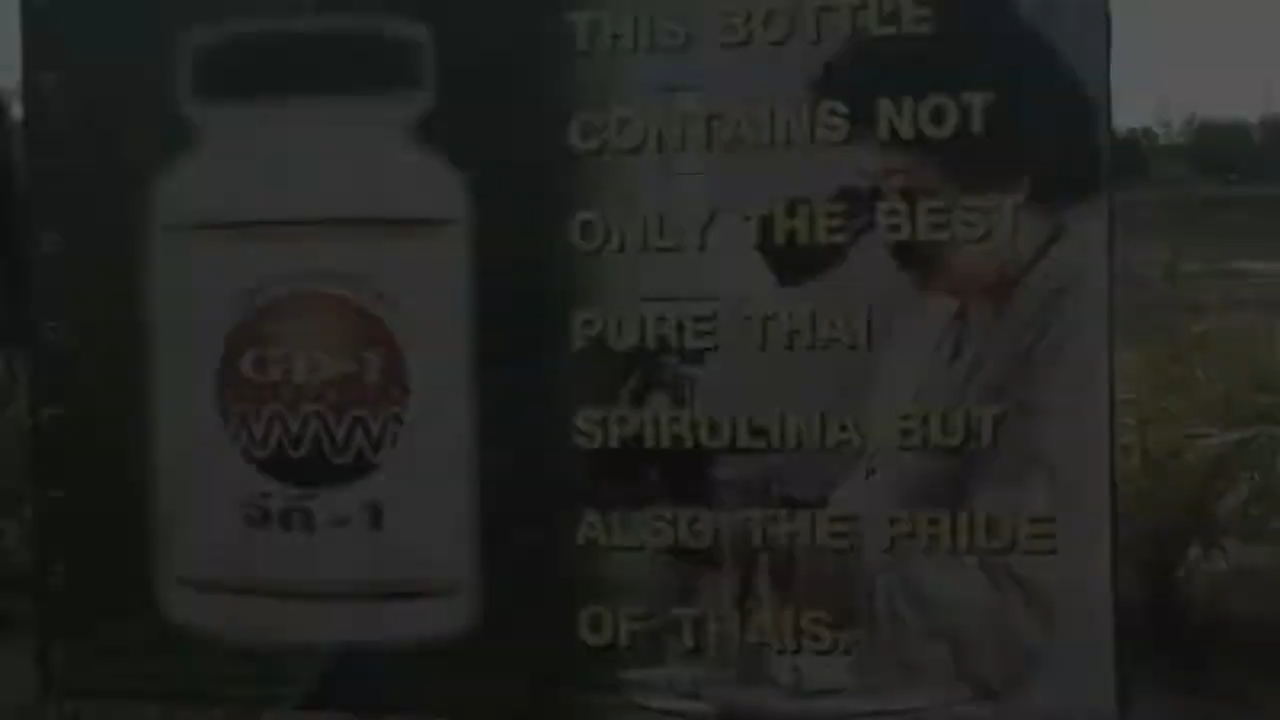 THIS BOTTLE
CONTAINS NOT
ONLY THE BEST
PURE THAI
SPIRULINA, BUT
ALSO THE PRIDE
OF THAIS.